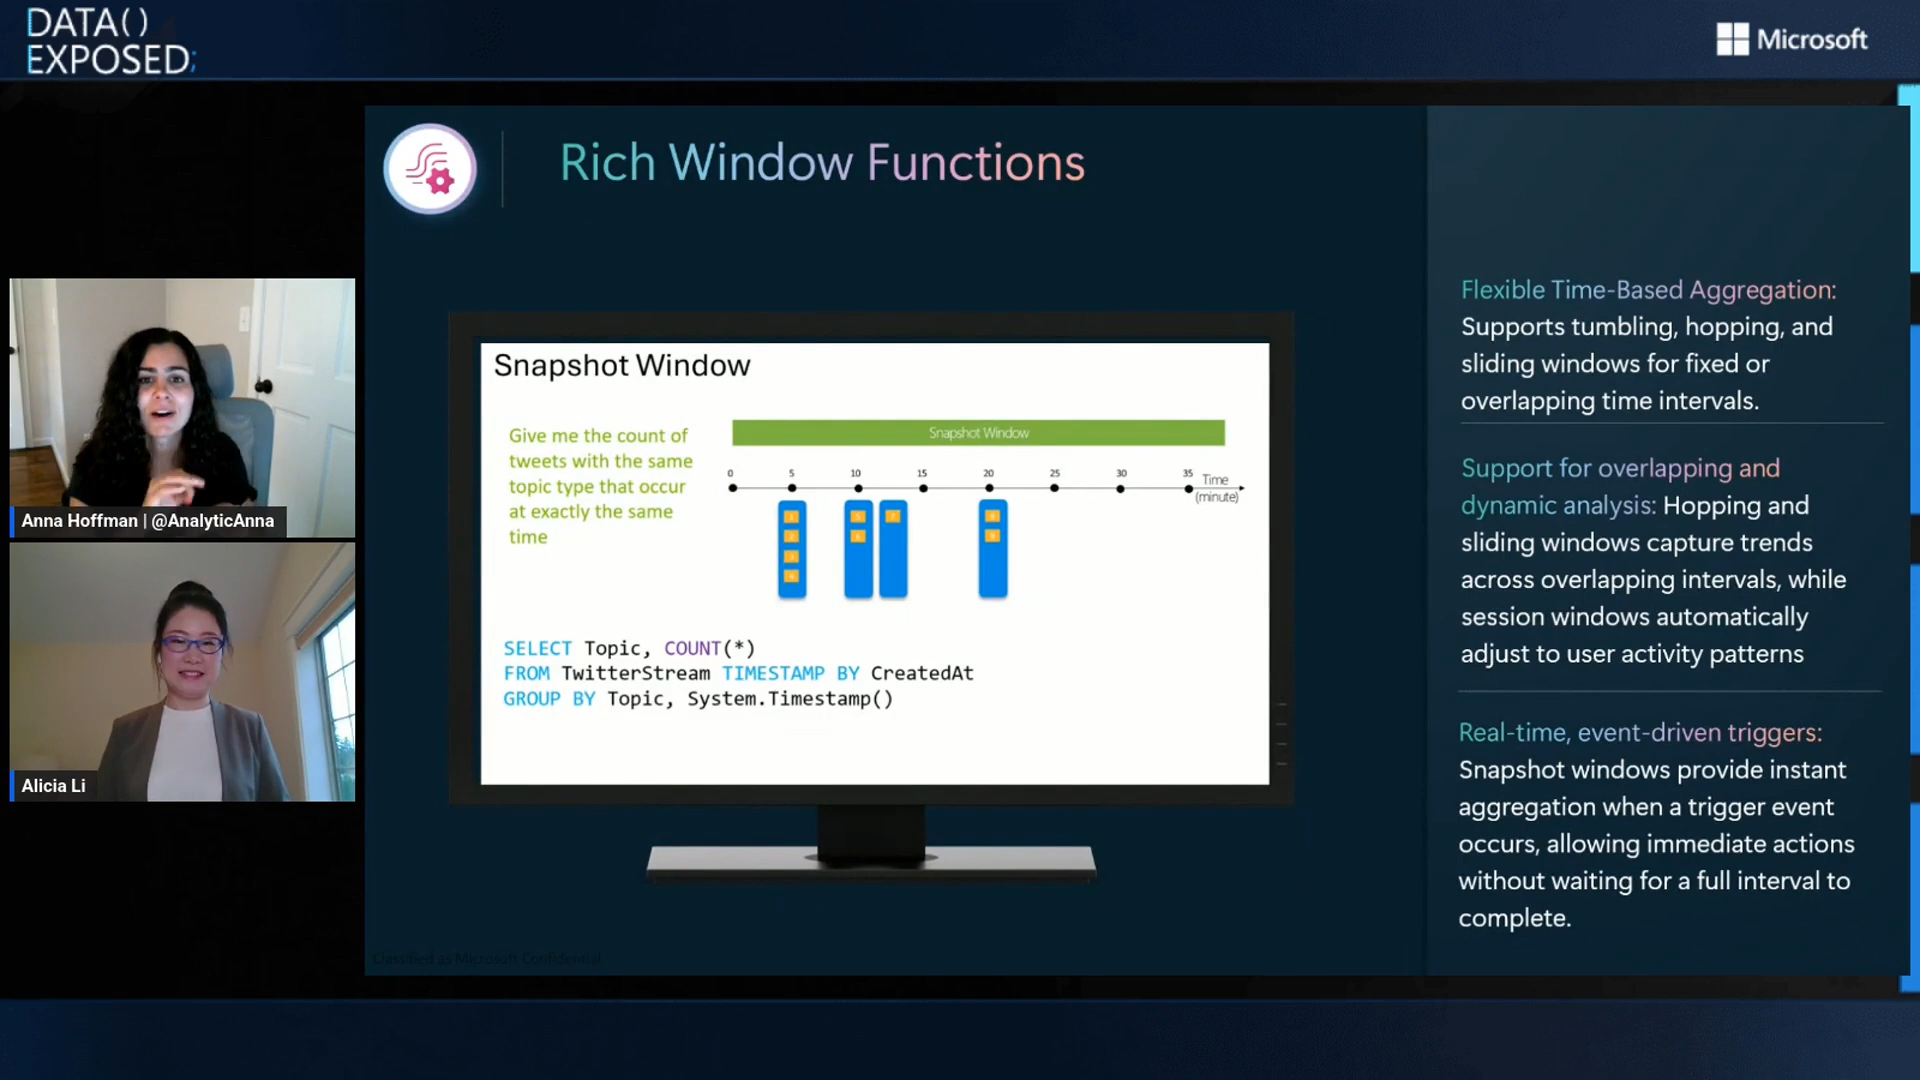 DATA()
EXPOSED;
Microsoft
Rich Window Functions
Snapshot Window
Give me the count of
tweets with the same
topic type that occur
at exactly the same
time
Snapshot Window
0 5 10 15 20 25 30 35
Time
(minute)
SELECT Topic, COUNT(*)
FROM TwitterStream TIMESTAMP BY CreatedAt
GROUP BY Topic, System.Timestamp()
Flexible Time-Based Aggregation:
Supports tumbling, hopping, and
sliding windows for fixed or
overlapping time intervals.
Support for overlapping and
dynamic analysis: Hopping and
sliding windows capture trends
across overlapping intervals, while
session windows automatically
adjust to user activity patterns
Real-time, event-driven triggers:
Snapshot windows provide instant
aggregation when a trigger event
occurs, allowing immediate actions
without waiting for a full interval to
complete.
Anna Hoffman | @AnalyticAnna
Alicia Li
Classified as Microsoft Confidential